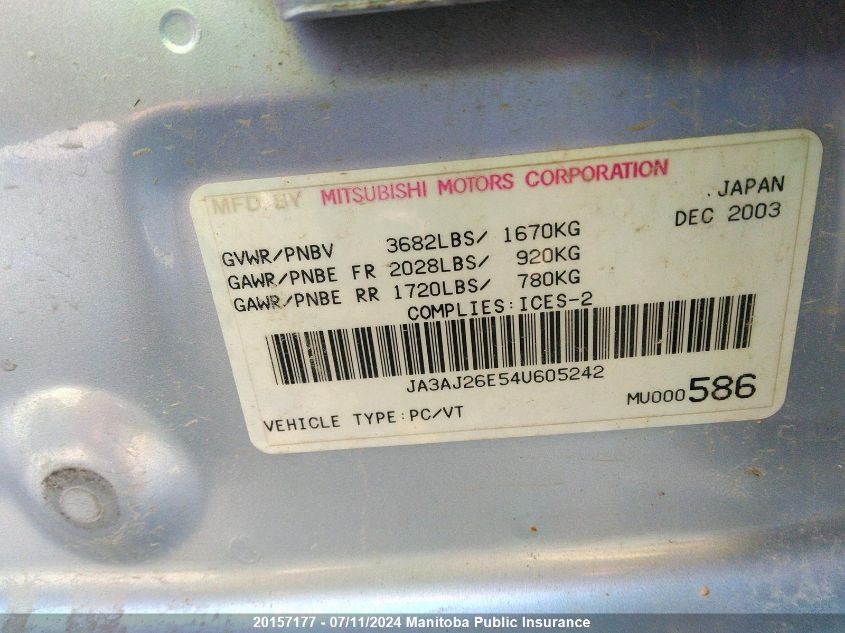 MFD. BY MITSUBISHI MOTORS CORPORATION
JAPAN
GVWR/PNBV 3682LBS/ 1670KG DEC 2003
GAWR/PNBE FR 2028LBS/ 920KG
GAWR/PNBE RR 1720LBS/ 780KG
COMPLIES:ICES-2
JA3AJ26E54U605242
MU000586
VEHICLE TYPE:PC/VT
20157177 - 07/11/2024 Manitoba Public Insurance